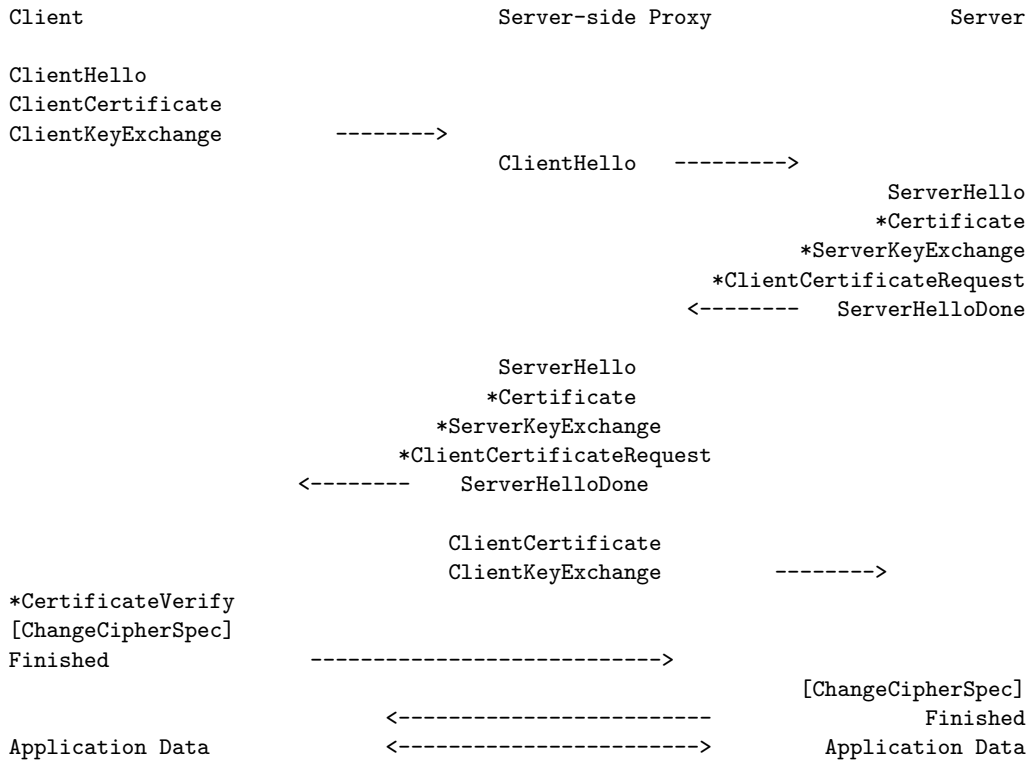 Client                                 Server-side Proxy                   Server
ClientHello
ClientCertificate
ClientKeyExchange         -------->
                                       ClientHello   --------->
                                                                      ServerHello
                                                                     *Certificate
                                                               *ServerKeyExchange
                                                        *ClientCertificateRequest
                                                      <--------   ServerHelloDone
                                       ServerHello
                                      *Certificate
                                  *ServerKeyExchange
                               *ClientCertificateRequest
                       <--------    ServerHelloDone
                                   ClientCertificate
                                   ClientKeyExchange         -------->
*CertificateVerify
[ChangeCipherSpec]
Finished                ---------------------------->
                                                               [ChangeCipherSpec]
                              <-------------------------                 Finished
Application Data              <------------------------>         Application Data